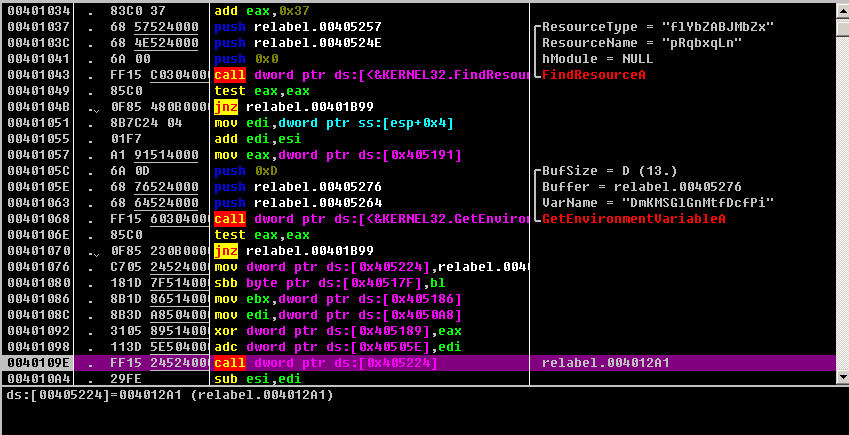 00401034 . 83C0 37 add eax,0x37
00401037 . 68 57524000 push relabel.00405257 ResourceType = "flYbZABJMbZx"
0040103C . 68 4E524000 push relabel.0040524E ResourceName = "pRqbxqLn"
00401041 . 6A 00 push 0x0 hModule = NULL
00401043 . FF15 C0304000 call dword ptr ds:[<&KERNEL32.FindResour FindResourceA
00401049 . 85C0 test eax,eax
0040104B . 0F85 480B0000 jnz relabel.00401B99
00401051 . 8B7C24 04 mov edi,dword ptr ss:[esp+0x4]
00401055 . 01F7 add edi,esi
00401057 . A1 91514000 mov eax,dword ptr ds:[0x405191]
0040105C . 6A 0D push 0xD BufSize = D (13.)
0040105E . 68 76524000 push relabel.00405276 Buffer = relabel.00405276
00401063 . 68 64524000 push relabel.00405264 VarName = "DmKMSGlGnMtfDcfPi"
00401068 . FF15 60304000 call dword ptr ds:[<&KERNEL32.GetEnviron GetEnvironmentVariableA
0040106E . 85C0 test eax,eax
00401070 . 0F85 230B0000 jnz relabel.00401B99
00401076 . C705 24524000 mov dword ptr ds:[0x405224],relabel.0040
00401080 . 181D 7F514000 sbb byte ptr ds:[0x40517F],bl
00401086 . 8B1D 86514000 mov ebx,dword ptr ds:[0x405186]
0040108C . 8B3D A8504000 mov edi,dword ptr ds:[0x4050A8]
00401092 . 3105 89514000 xor dword ptr ds:[0x405189],eax
00401098 . 113D 5E504000 adc dword ptr ds:[0x40505E],edi
0040109E . FF15 24524000 call dword ptr ds:[0x405224] relabel.004012A1
004010A4 . 29FE sub esi,edi
ds:[00405224]=004012A1 (relabel.004012A1)